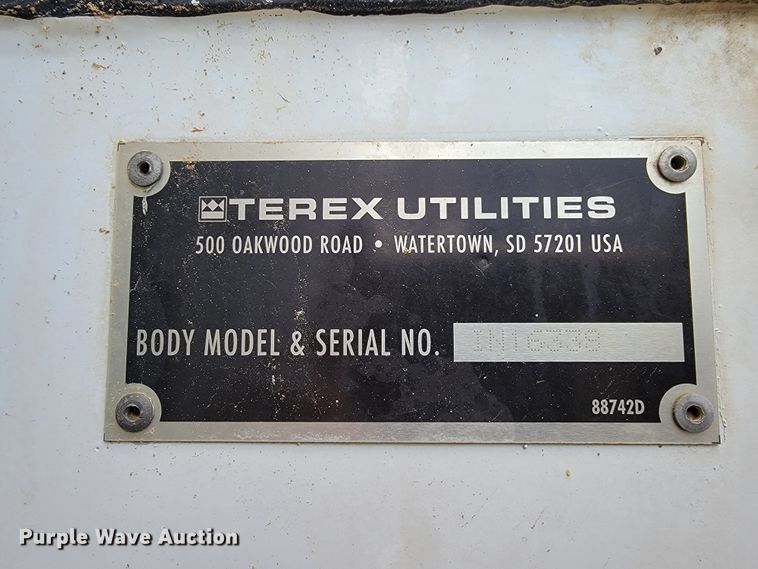 TEREX UTILITIES
500 OAKWOOD ROAD • WATERTOWN, SD 57201 USA
BODY MODEL & SERIAL NO.
88742D
Purple Wave Auction